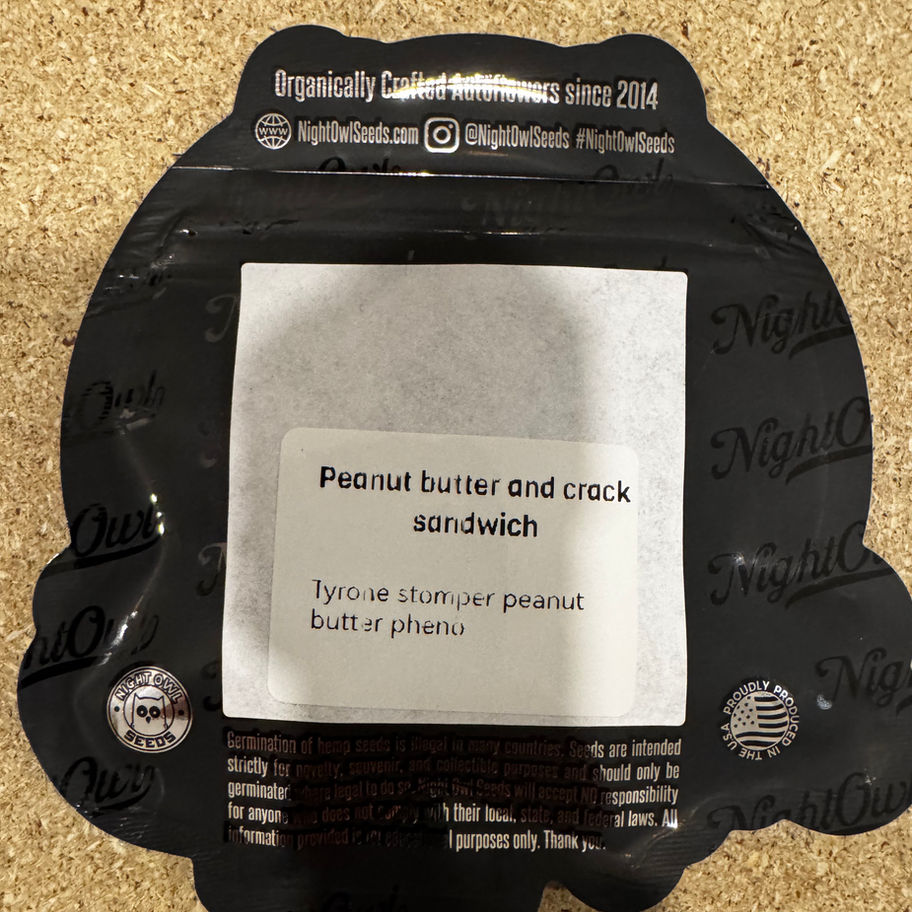 Organically Crafted Autoflowers since 2014
NightOwlSeeds.com @NightOwlSeeds #NightOwlSeeds
Peanut butter and crack
sandwich
Tyrone stomper peanut
butter pheno
NIGHT OWL
SEEDS
PROUDLY PRODUCED IN THE USA
Germination of hemp seeds is illegal in many countries. Seeds are intended
strictly for novelty, souvenir, and collectible purposes and should only be
germinated where legal to do so. Night Owl Seeds will accept NO responsibility
for anyone who does not comply with their local, state, and federal laws. All
information provided is for educational purposes only. Thank you.
NightOwl
NightOwl
NightOwl